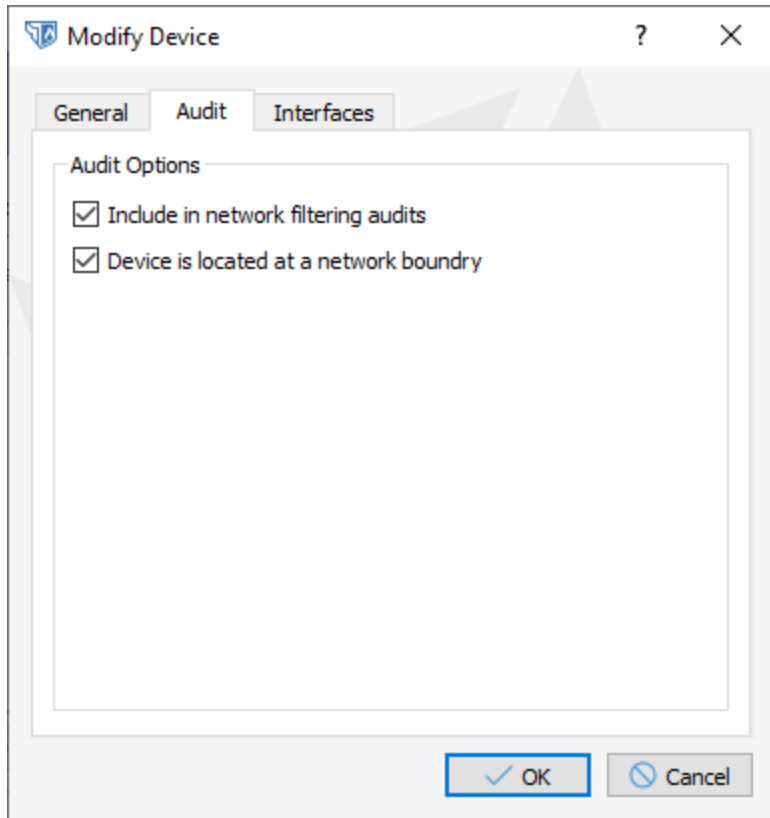 Modify Device
?
General Audit Interfaces
Audit Options
Include in network filtering audits
Device is located at a network boundry
OK Cancel